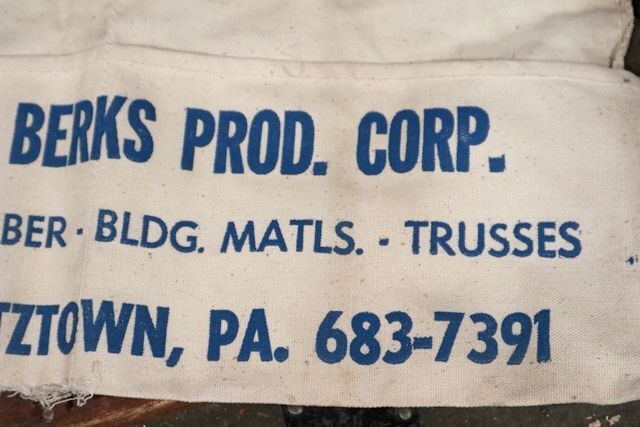 BERKS PROD. CORP.
BER · BLDG. MATLS. · TRUSSES
TZTOWN, PA. 683-7391